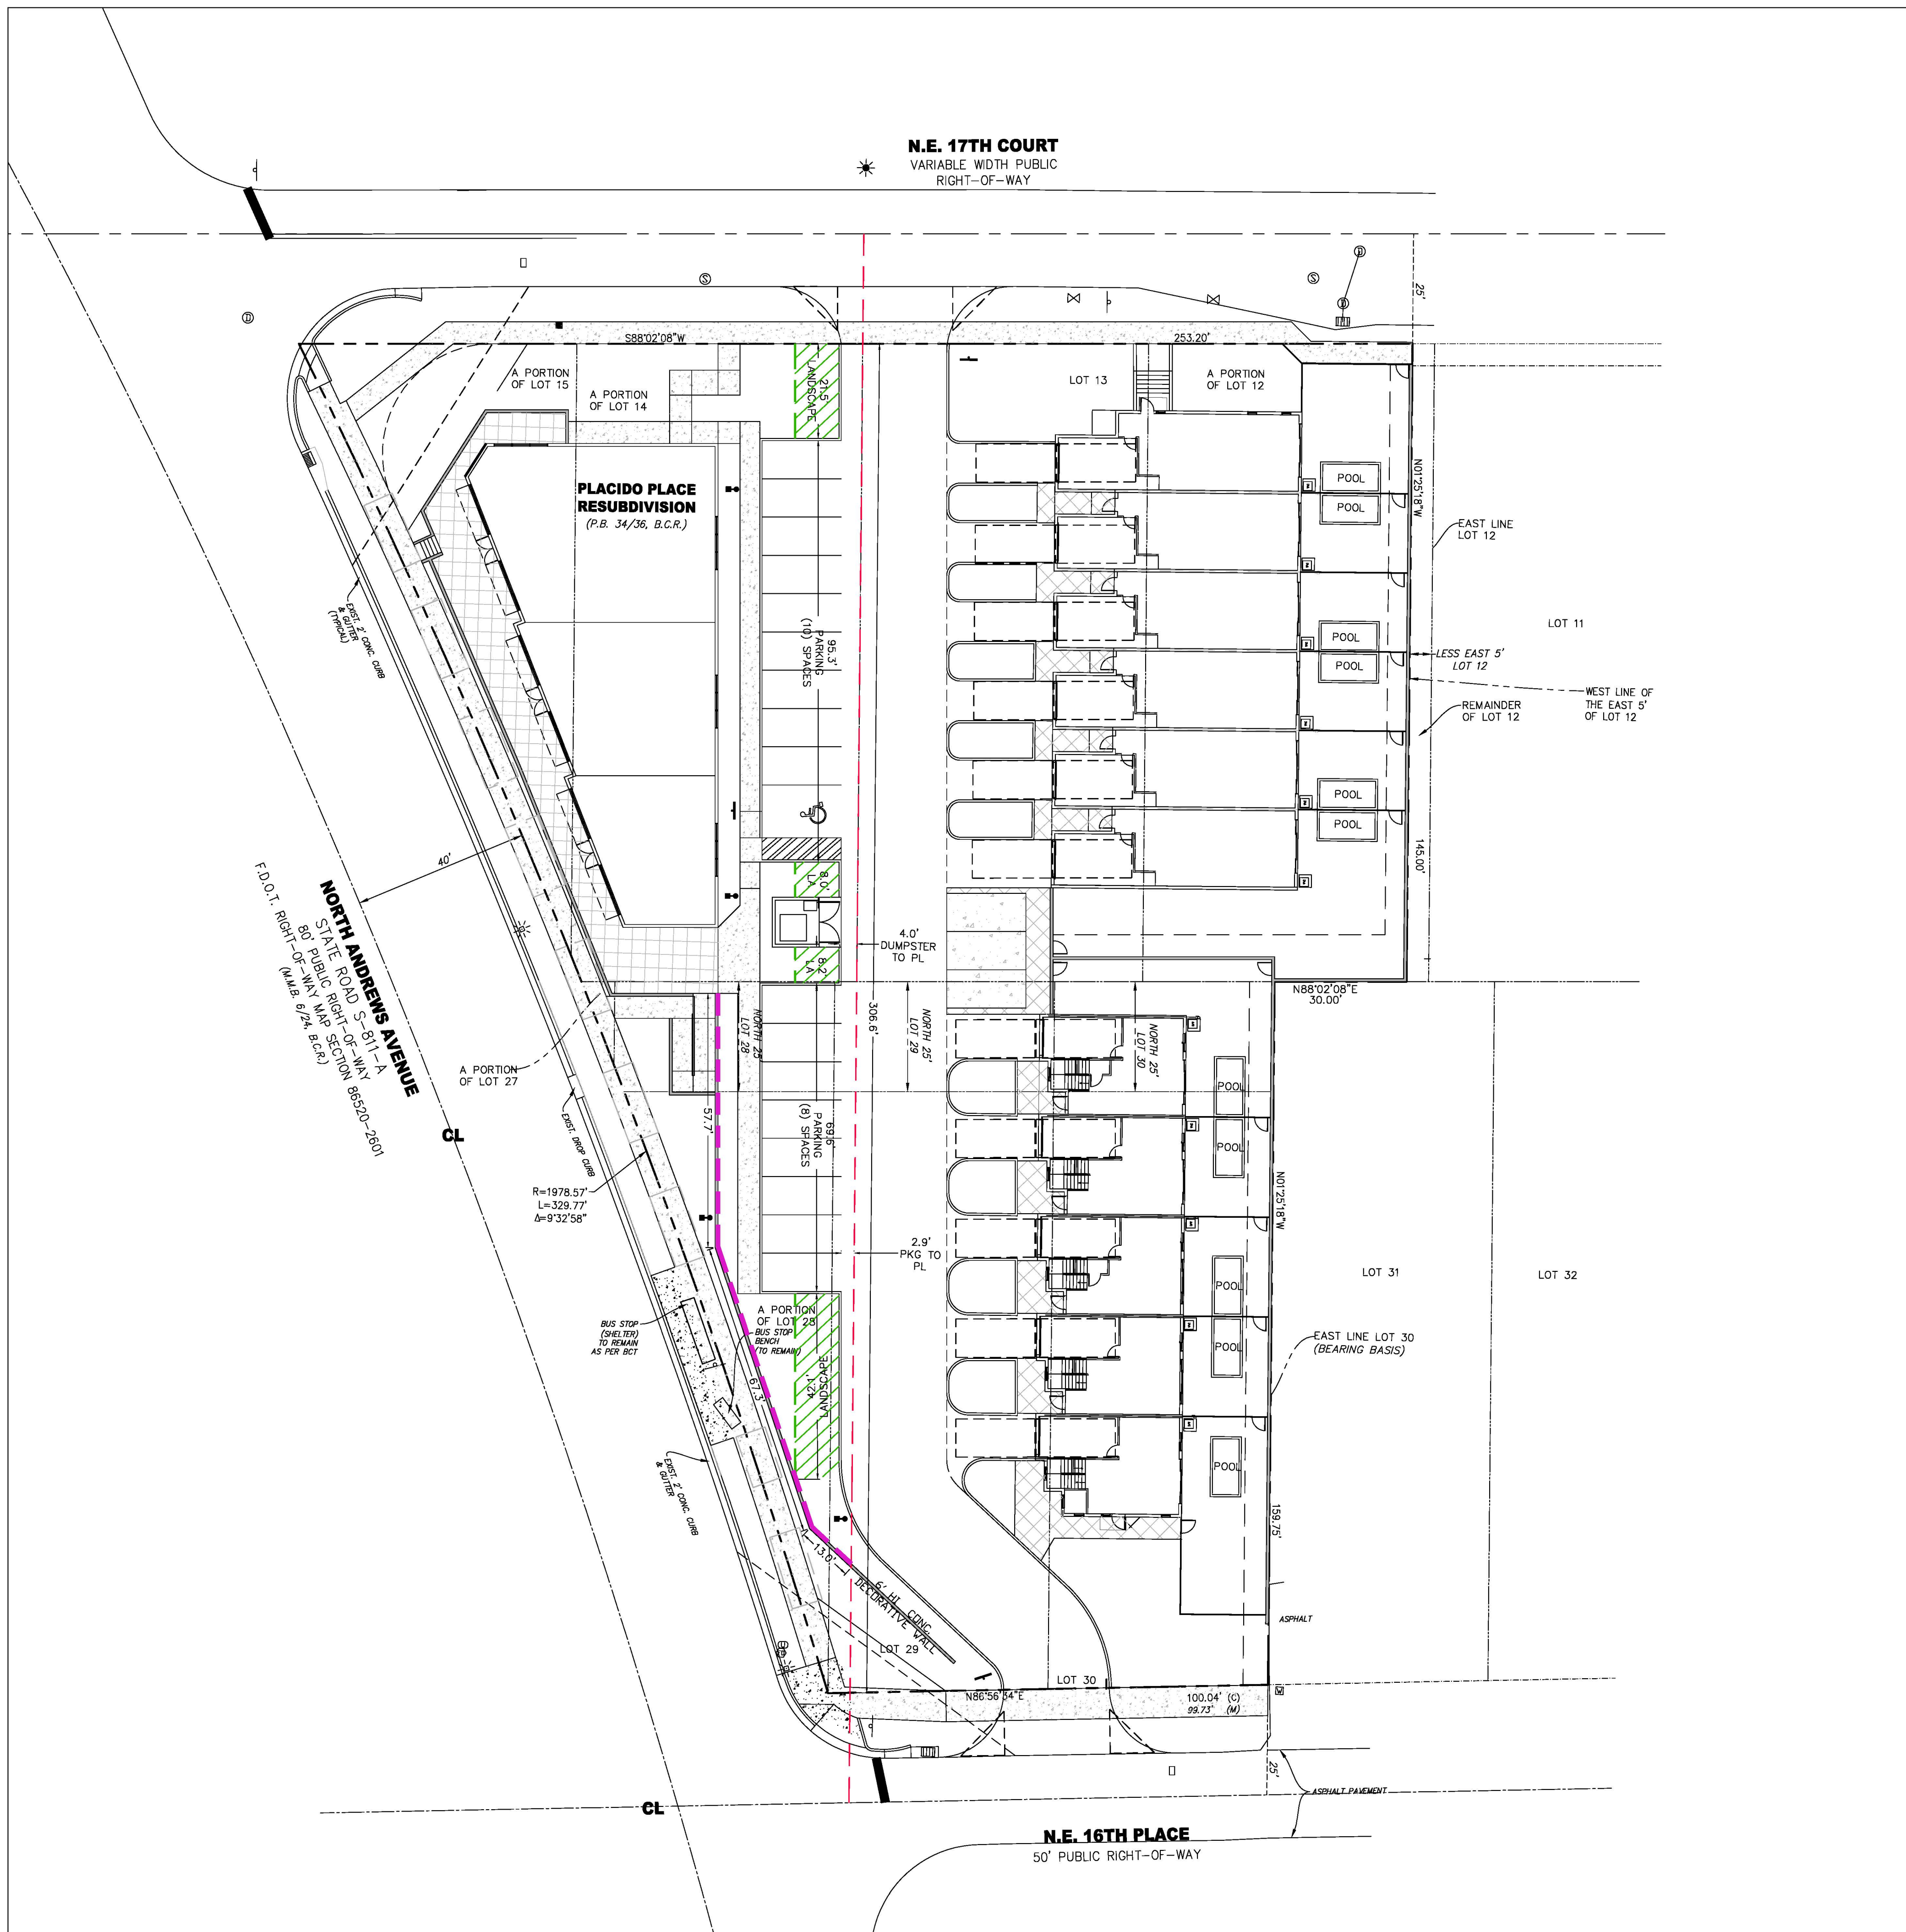 N.E. 17TH COURT
VARIABLE WIDTH PUBLIC
RIGHT-OF-WAY
D
S
S
D
D
25'
S88°02'08"W
253.20'
A PORTION
OF LOT 15
A PORTION
OF LOT 14
21.5'
LANDSCAPE
LOT 13
A PORTION
OF LOT 12
PLACIDO PLACE
RESUBDIVISION
(P.B. 34/36, B.C.R.)
POOL
POOL
N01°25'18"W
EAST LINE
LOT 12
EXIST. 2' CONC. CURB
& GUTTER
(TYPICAL)
95.3'
PARKING
(10) SPACES
LOT 11
POOL
POOL
LESS EAST 5'
LOT 12
WEST LINE OF
THE EAST 5'
OF LOT 12
REMAINDER
OF LOT 12
POOL
POOL
145.00'
40'
NORTH ANDREWS AVENUE
STATE ROAD S-811-A
80' PUBLIC RIGHT-OF-WAY
F.D.O.T. RIGHT-OF-WAY MAP SECTION 86520-2601
(M.M.B. 6/24, B.C.R.)
8.0'
LA
4.0'
DUMPSTER
TO PL
8.2'
LA
N88°02'08"E
30.00'
306.6'
NORTH 25'
LOT 28
NORTH 25'
LOT 29
NORTH 25'
LOT 30
A PORTION
OF LOT 27
CL
EXIST. DROP CURB
57.7'
69.6'
PARKING
(8) SPACES
POOL
POOL
N01°25'18"W
R=1978.57'
L=329.77'
Δ=9°32'58"
2.9'
PKG TO
PL
POOL
LOT 31
LOT 32
BUS STOP
(SHELTER)
TO REMAIN
AS PER BCT
A PORTION
OF LOT 28
BUS STOP
BENCH
(TO REMAIN)
67.3'
42.1'
LANDSCAPE
POOL
EAST LINE LOT 30
(BEARING BASIS)
POOL
EXIST. 2' CONC. CURB
& GUTTER
159.75'
13.0'
6' HI. CONC.
DECORATIVE WALL
ASPHALT
LOT 29
LOT 30
N86°56'34"E
100.04' (C)
99.73' (M)
25'
ASPHALT PAVEMENT
CL
N.E. 16TH PLACE
50' PUBLIC RIGHT-OF-WAY